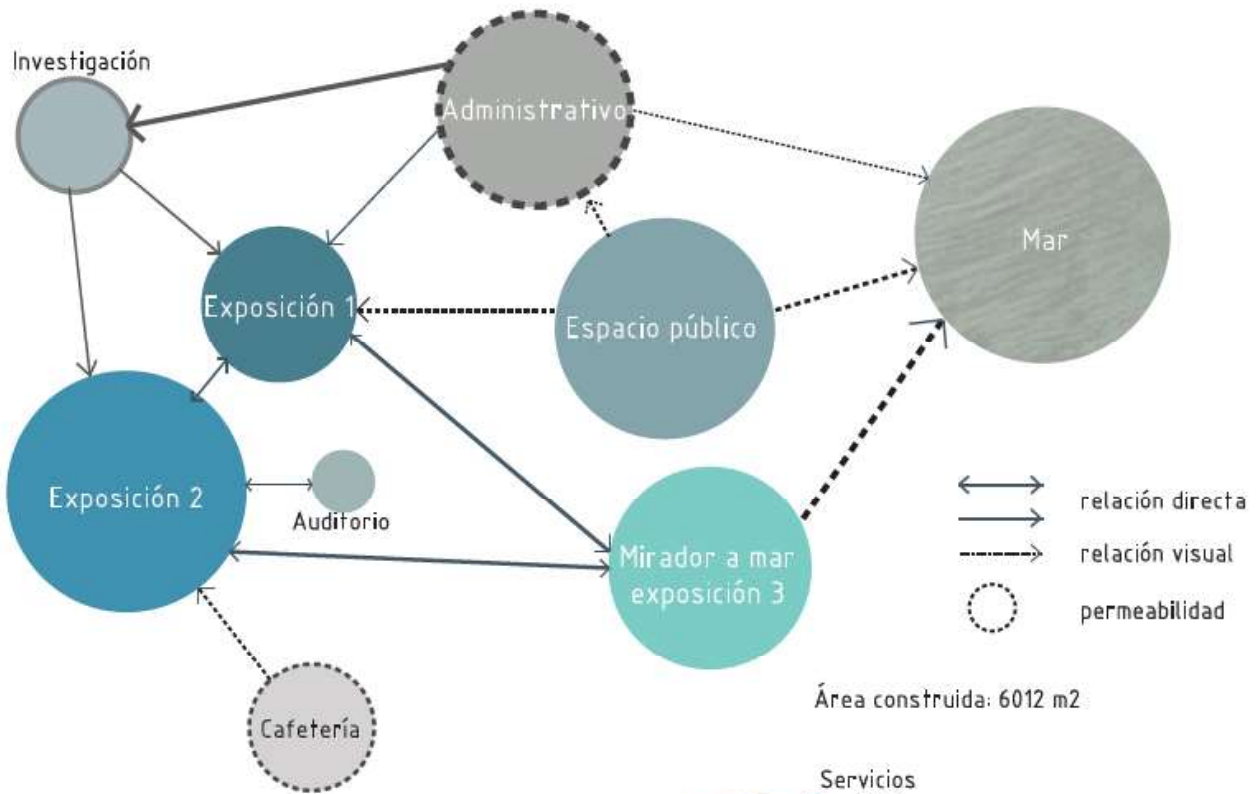 Investigación
Administrativo
Mar
Exposición 1
Espacio público
Exposición 2
Auditorio
Mirador a mar
exposición 3
Cafetería
relación directa
relación visual
permeabilidad
Área construida: 6012 m2
Servicios